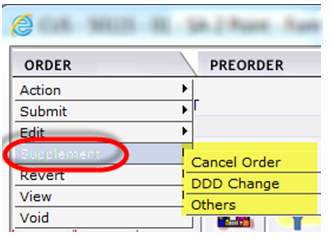 ORDER
PREORDER
Action
Submit
Edit
Supplement
Cancel Order
Revert
DDD Change
View
Others
Void